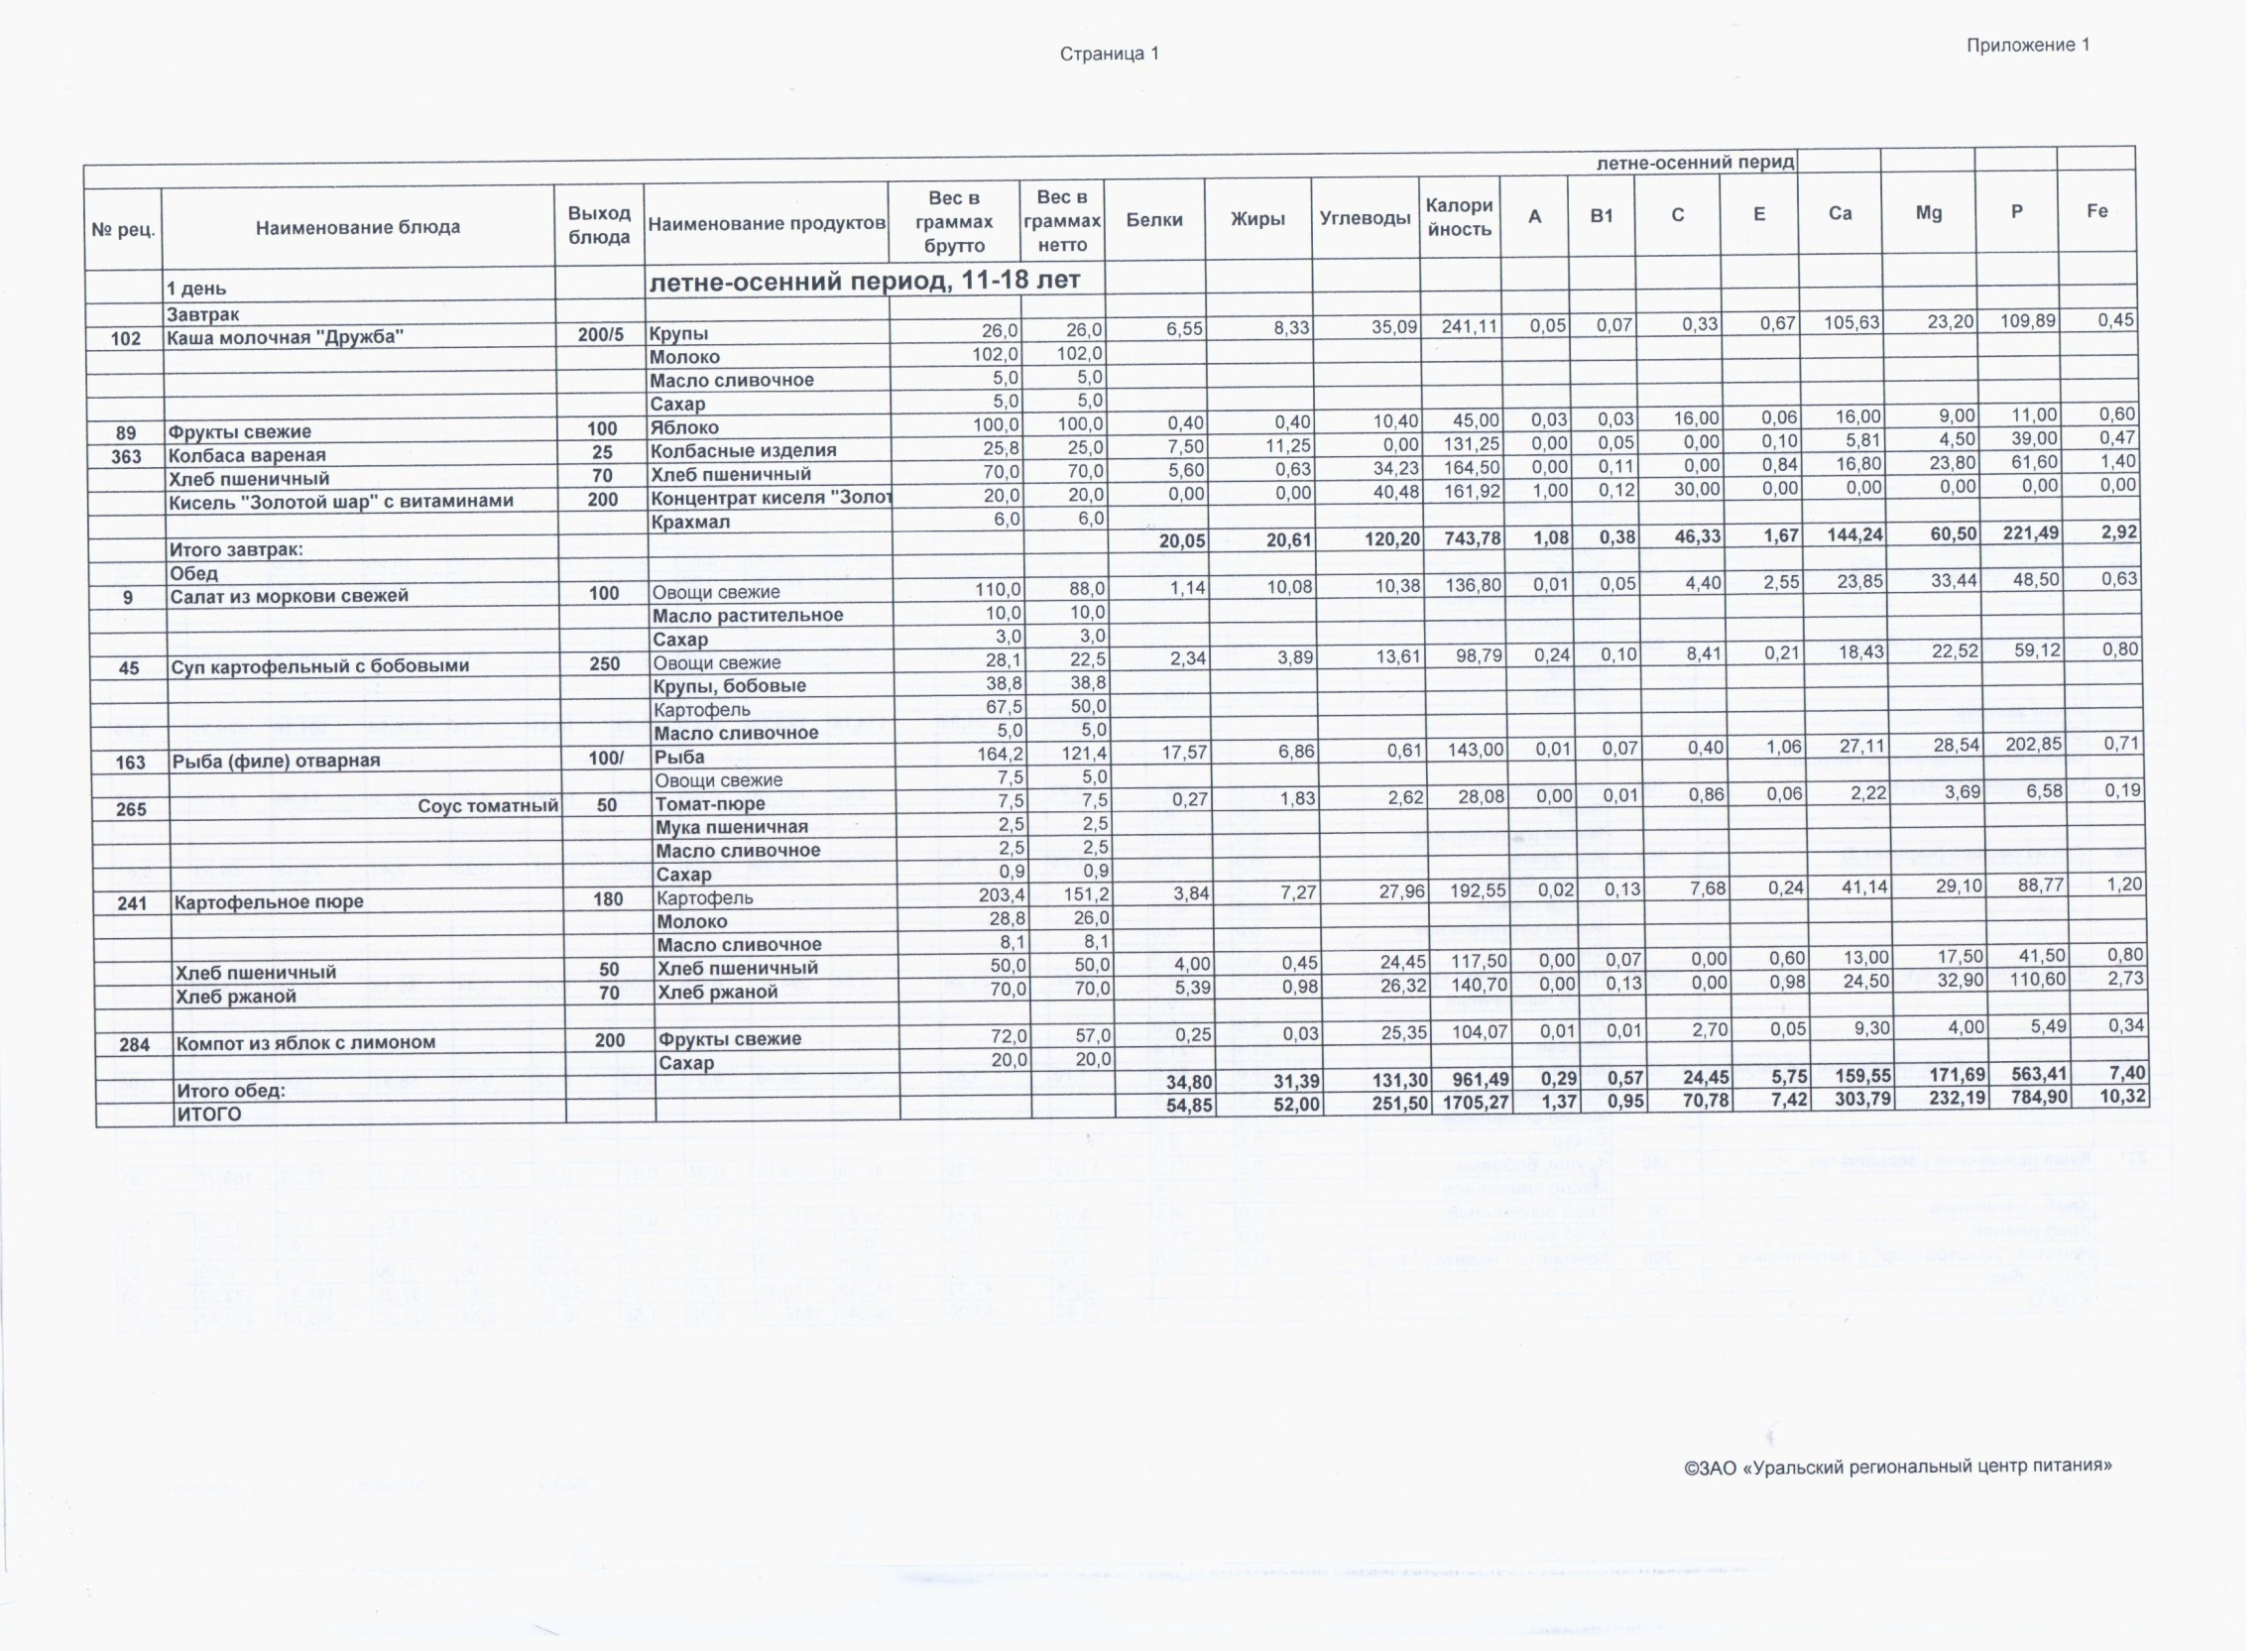 Страница 1
Приложение 1
летне-осенний перид
№ рец. Наименование блюда Выход блюда Наименование продуктов Вес в граммах брутто Вес в граммах нетто Белки Жиры Углеводы Калори йность А В1 С Е Са Mg Р Fe
1 день летне-осенний период, 11-18 лет
Завтрак
102 Каша молочная "Дружба" 200/5 Крупы 26,0 26,0 6,55 8,33 35,09 241,11 0,05 0,07 0,33 0,67 105,63 23,20 109,89 0,45
Молоко 102,0 102,0
Масло сливочное 5,0 5,0
Сахар 5,0 5,0
89 Фрукты свежие 100 Яблоко 100,0 100,0 0,40 0,40 10,40 45,00 0,03 0,03 16,00 0,06 16,00 9,00 11,00 0,60
363 Колбаса вареная 25 Колбасные изделия 25,8 25,0 7,50 11,25 0,00 131,25 0,00 0,05 0,00 0,10 5,81 4,50 39,00 0,47
Хлеб пшеничный 70 Хлеб пшеничный 70,0 70,0 5,60 0,63 34,23 164,50 0,00 0,11 0,00 0,84 16,80 23,80 61,60 1,40
Кисель "Золотой шар" с витаминами 200 Концентрат киселя "Золот 20,0 20,0 0,00 0,00 40,48 161,92 1,00 0,12 30,00 0,00 0,00 0,00 0,00 0,00
Крахмал 6,0 6,0
Итого завтрак: 20,05 20,61 120,20 743,78 1,08 0,38 46,33 1,67 144,24 60,50 221,49 2,92
Обед
9 Салат из моркови свежей 100 Овощи свежие 110,0 88,0 1,14 10,08 10,38 136,80 0,01 0,05 4,40 2,55 23,85 33,44 48,50 0,63
Масло растительное 10,0 10,0
Сахар 3,0 3,0
45 Суп картофельный с бобовыми 250 Овощи свежие 28,1 22,5 2,34 3,89 13,61 98,79 0,24 0,10 8,41 0,21 18,43 22,52 59,12 0,80
Крупы, бобовые 38,8 38,8
Картофель 67,5 50,0
Масло сливочное 5,0 5,0
163 Рыба (филе) отварная 100/ Рыба 164,2 121,4 17,57 6,86 0,61 143,00 0,01 0,07 0,40 1,06 27,11 28,54 202,85 0,71
Овощи свежие 7,5 5,0
265 Соус томатный 50 Томат-пюре 7,5 7,5 0,27 1,83 2,62 28,08 0,00 0,01 0,86 0,06 2,22 3,69 6,58 0,19
Мука пшеничная 2,5 2,5
Масло сливочное 2,5 2,5
Сахар 0,9 0,9
241 Картофельное пюре 180 Картофель 203,4 151,2 3,84 7,27 27,96 192,55 0,02 0,13 7,68 0,24 41,14 29,10 88,77 1,20
Молоко 28,8 26,0
Масло сливочное 8,1 8,1
Хлеб пшеничный 50 Хлеб пшеничный 50,0 50,0 4,00 0,45 24,45 117,50 0,00 0,07 0,00 0,60 13,00 17,50 41,50 0,80
Хлеб ржаной 70 Хлеб ржаной 70,0 70,0 5,39 0,98 26,32 140,70 0,00 0,13 0,00 0,98 24,50 32,90 110,60 2,73
284 Компот из яблок с лимоном 200 Фрукты свежие 72,0 57,0 0,25 0,03 25,35 104,07 0,01 0,01 2,70 0,05 9,30 4,00 5,49 0,34
Сахар 20,0 20,0
Итого обед: 34,80 31,39 131,30 961,49 0,29 0,57 24,45 5,75 159,55 171,69 563,41 7,40
ИТОГО 54,85 52,00 251,50 1705,27 1,37 0,95 70,78 7,42 303,79 232,19 784,90 10,32
©ЗАО «Уральский региональный центр питания»